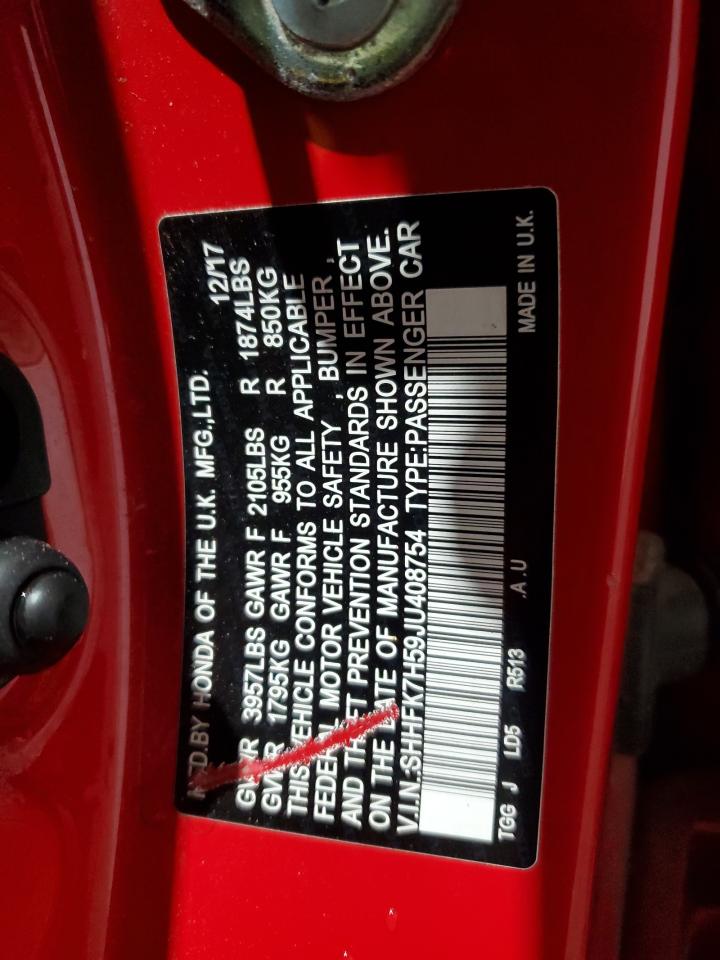 MFD.BY HONDA OF THE U.K. MFG.,LTD. 12/17
GVWR 3957LBS GAWR F 2105LBS R 1874LBS
GVWR 1795KG GAWR F 955KG R 850KG
THIS VEHICLE CONFORMS TO ALL APPLICABLE
FEDERAL MOTOR VEHICLE SAFETY , BUMPER ,
AND THEFT PREVENTION STANDARDS IN EFFECT
ON THE DATE OF MANUFACTURE SHOWN ABOVE.
V.I.N.:SHHFK7H59JU408754 TYPE:PASSENGER CAR
TGG J LD5 R513 .A .U MADE IN U.K.